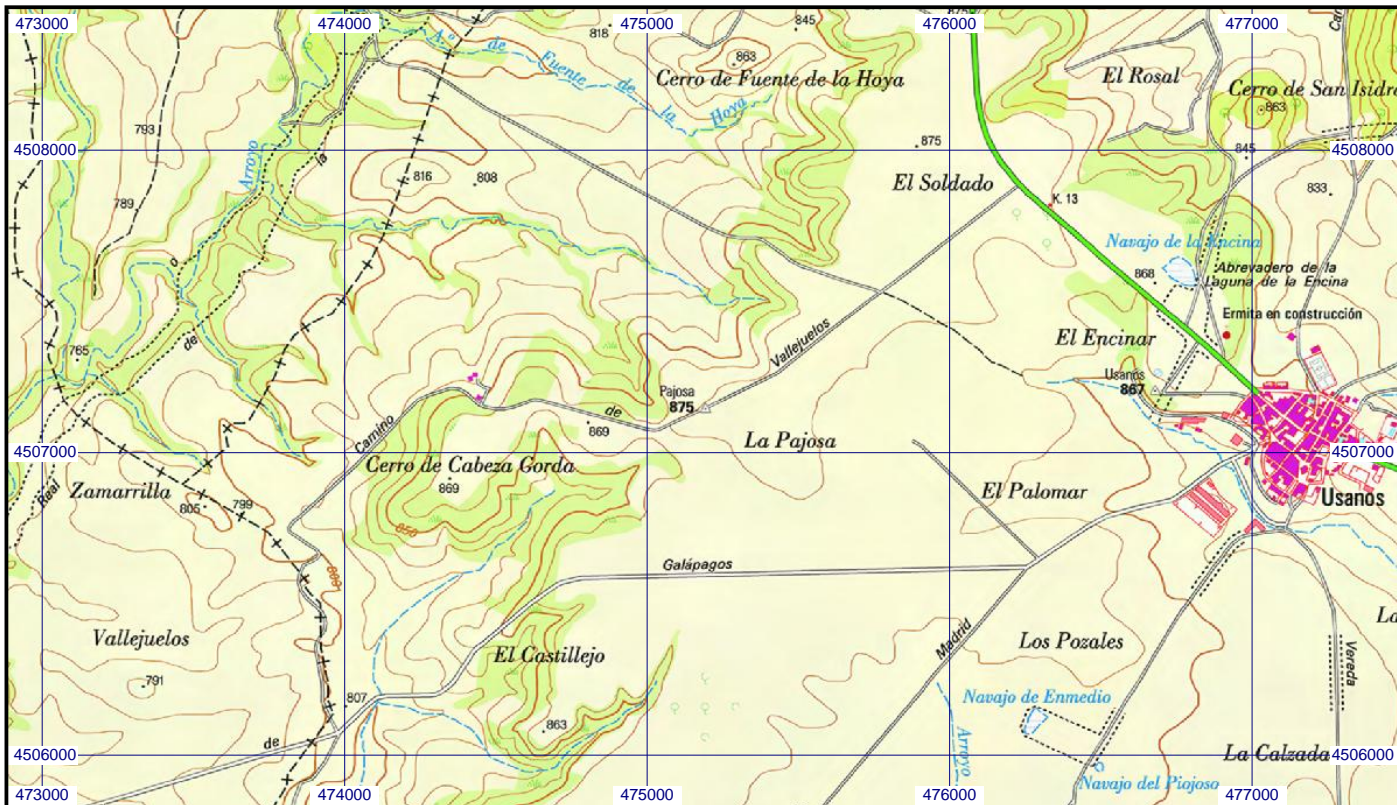 473000
474000
475000
476000
477000
A.º de Fuente de la Hoya
818
845
875
863
Cerro de Fuente de la Hoya
El Rosal
Cerro de San Isidro
863
793
Arroyo
la
4508000
4508000
875
845
816
808
El Soldado
833
K. 13
789
Navajo de la Encina
868
Abrevadero de la
Laguna de la Encina
Ermita en construcción
de
765
El Encinar
Vallejuelos
Usanos
867
Pajosa
875
de
869
Camino
La Pajosa
4507000
4507000
Cerro de Cabeza Gorda
869
Real
Zamarrilla
El Palomar
Usanos
805
799
850
800
Galápagos
Vallejuelos
El Castillejo
Madrid
Los Pozales
La
Vereda
791
807
863
Navajo de Enmedio
de
4506000
Arroyo
La Calzada
4506000
Navajo del Piojoso
473000
474000
475000
476000
477000